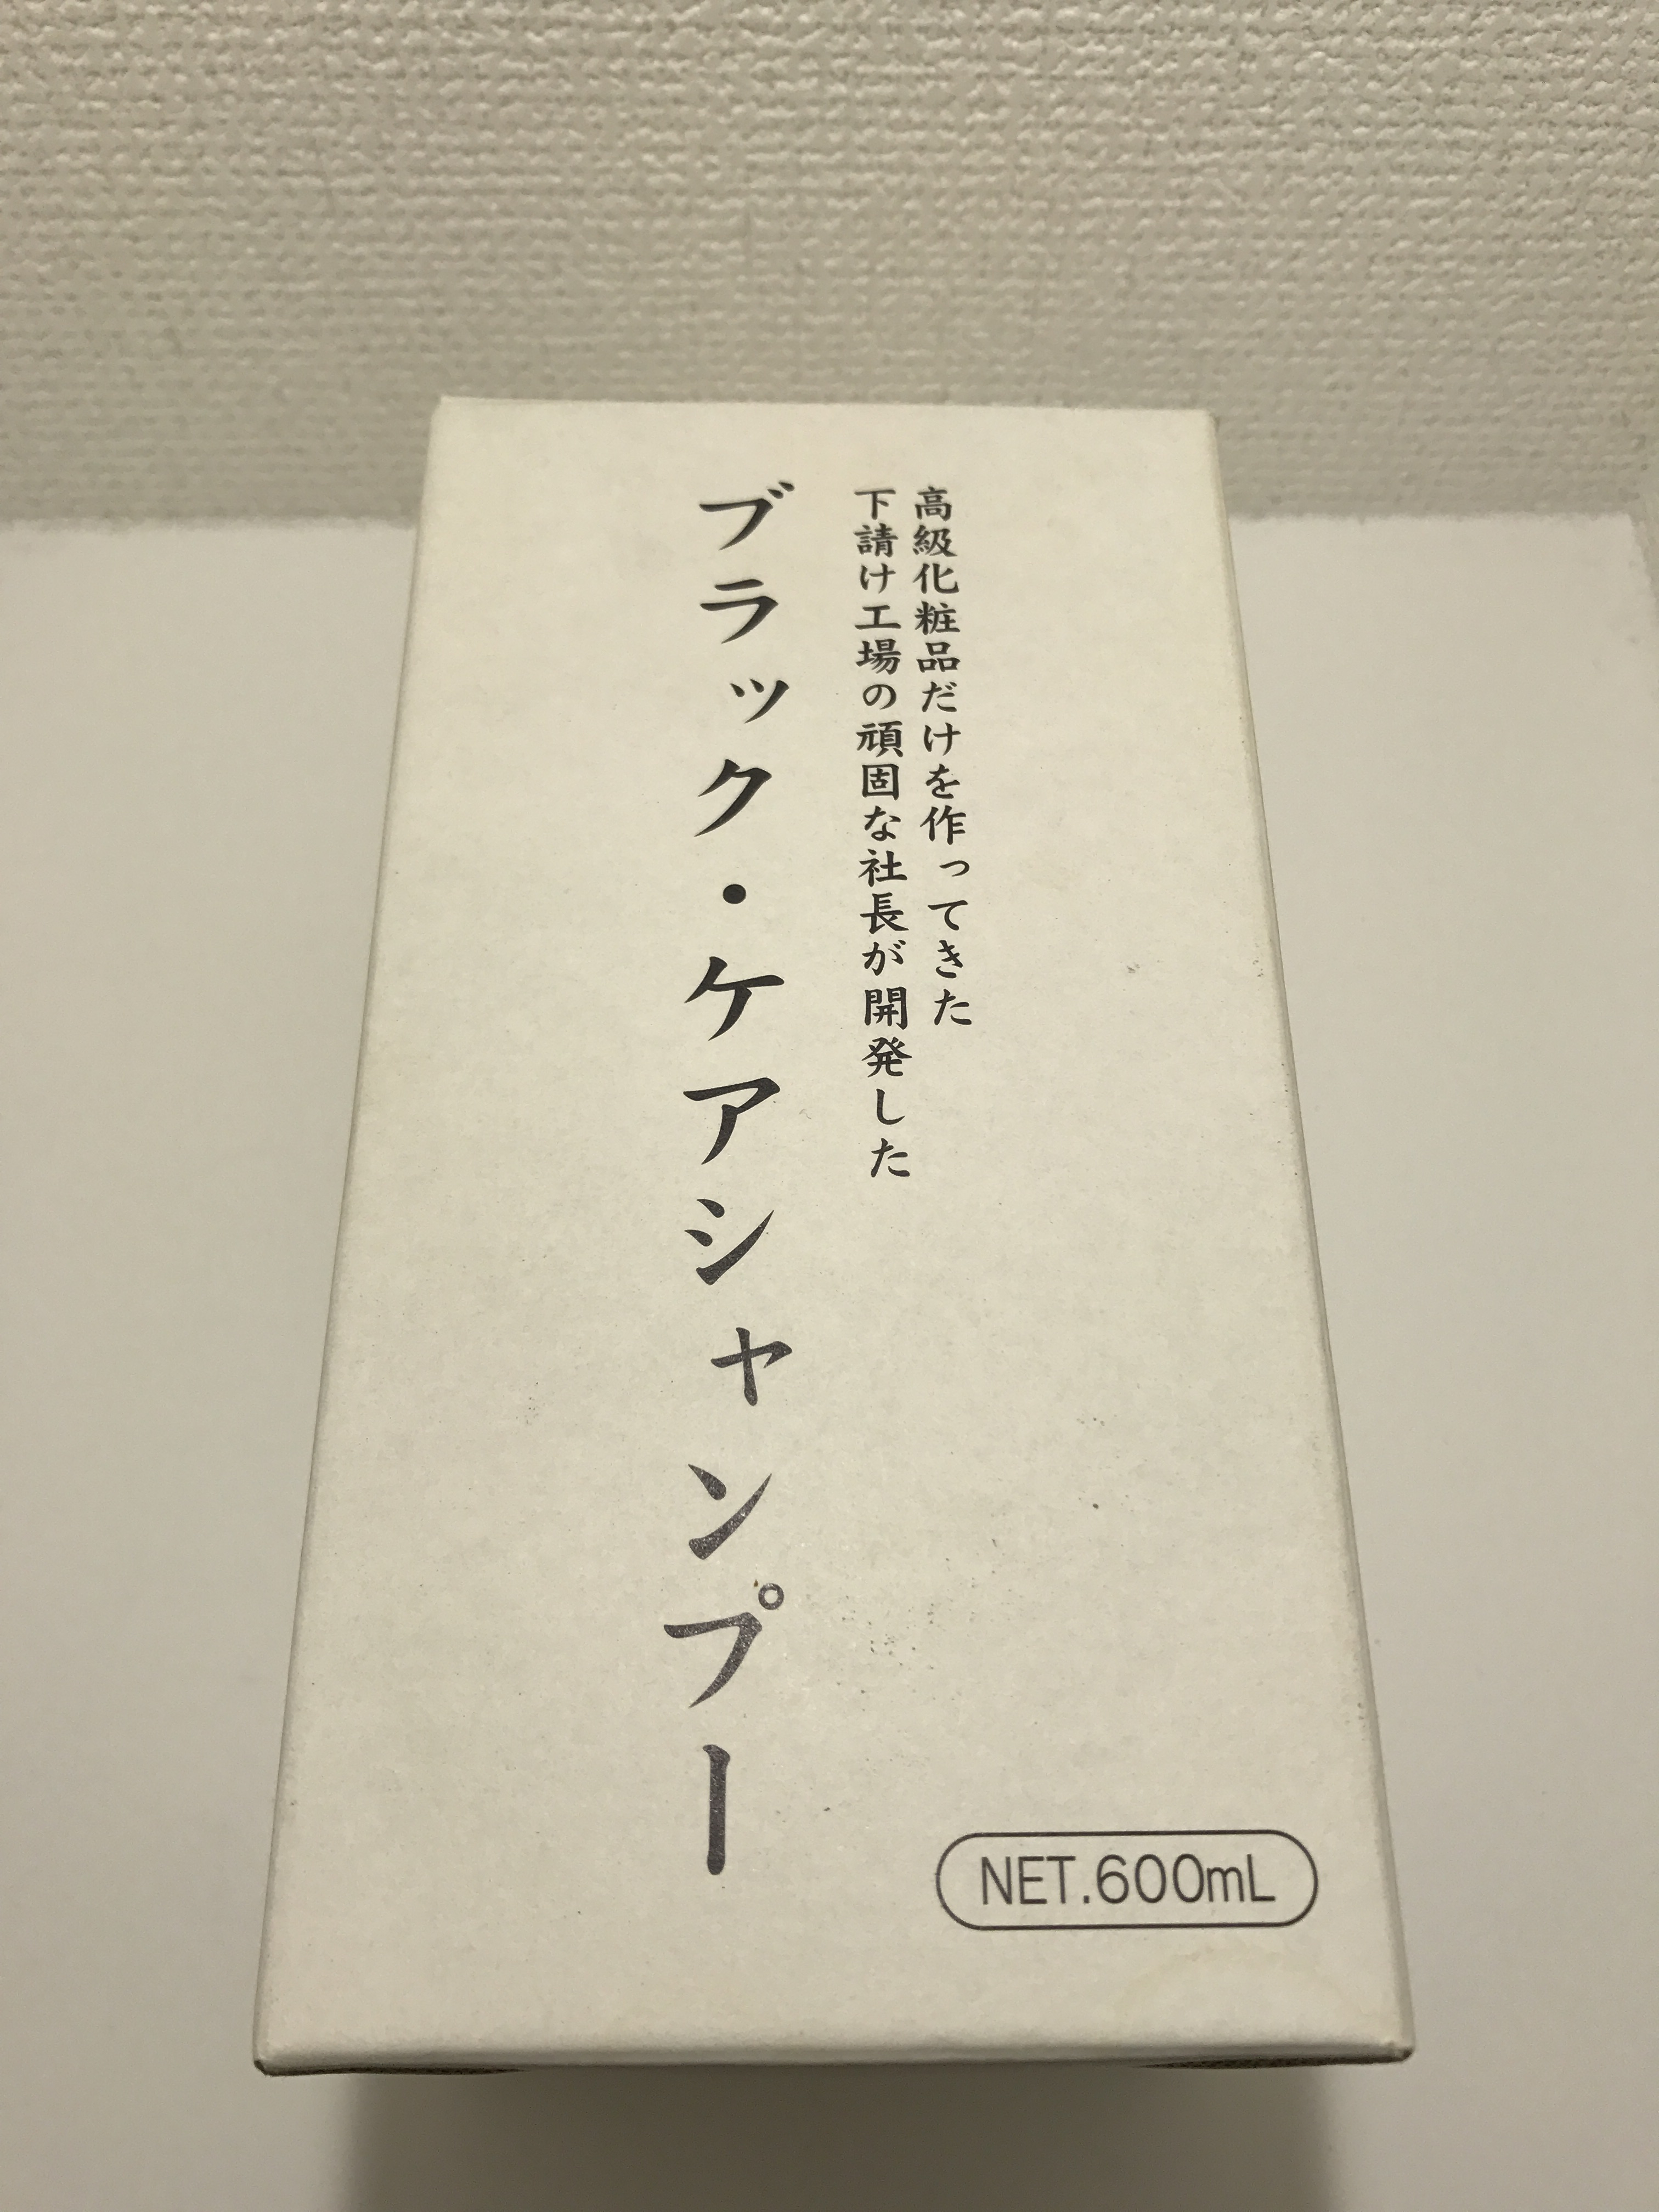 高級化粧品だけを作ってきた
下請け工場の頑固な社長が開発した
ブラック・ケアシャンプー
NET.600mL